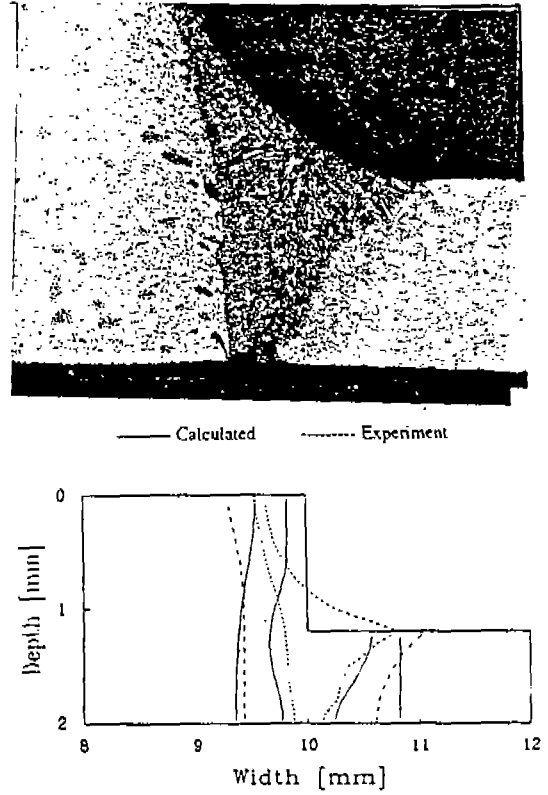 Calculated Experiment
0
1
2
Depth [mm]
8 9 10 11 12
Width [mm]